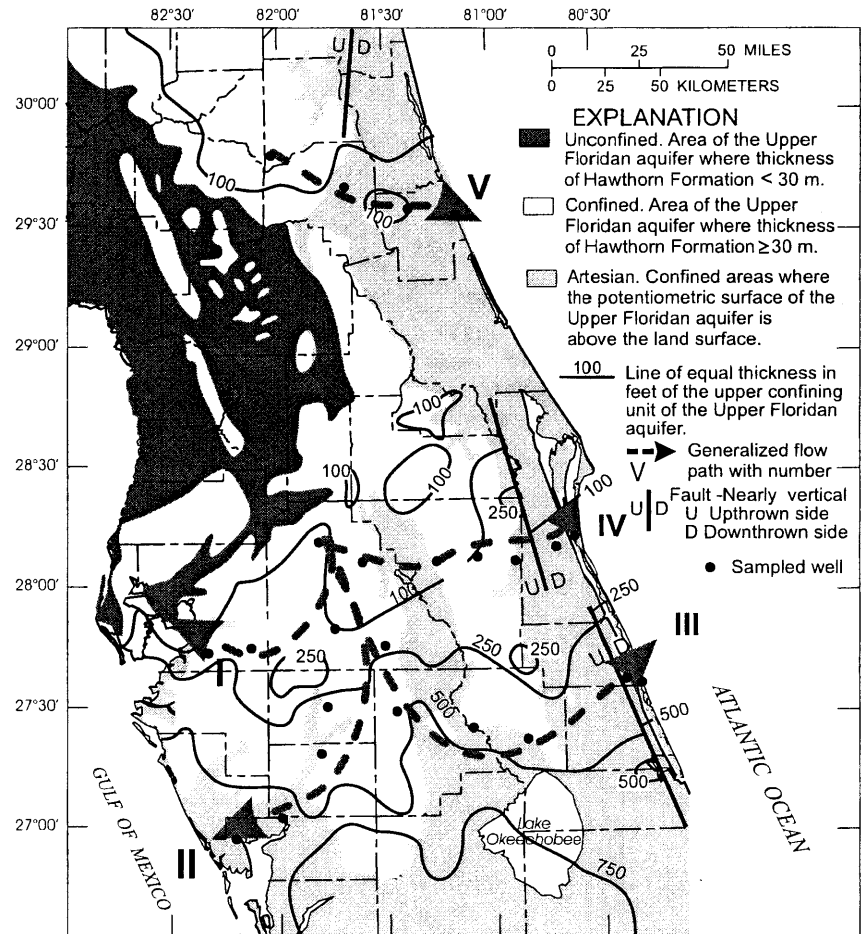 82°30' 82°00' 81°30' 81°00' 80°30'
0 25 50 MILES
0 25 50 KILOMETERS
30°00'
29°30'
29°00'
28°30'
28°00'
27°30'
27°00'
EXPLANATION
Unconfined. Area of the Upper
Floridan aquifer where thickness
of Hawthorn Formation < 30 m.
Confined. Area of the Upper
Floridan aquifer where thickness
of Hawthorn Formation ≥ 30 m.
Artesian. Confined areas where
the potentiometric surface of the
Upper Floridan aquifer is
above the land surface.
100 Line of equal thickness in
feet of the upper confining
unit of the Upper Floridan
aquifer.
Generalized flow
path with number
V
U D Fault -Nearly vertical
U Upthrown side
D Downthrown side
Sampled well
U D
100
V
100
100
100
100
250
100
IV
U D
100
250
III
250
250
250
U D
I
500
500
500
II
Lake
Okeechobee
750
GULF OF MEXICO
ATLANTIC OCEAN